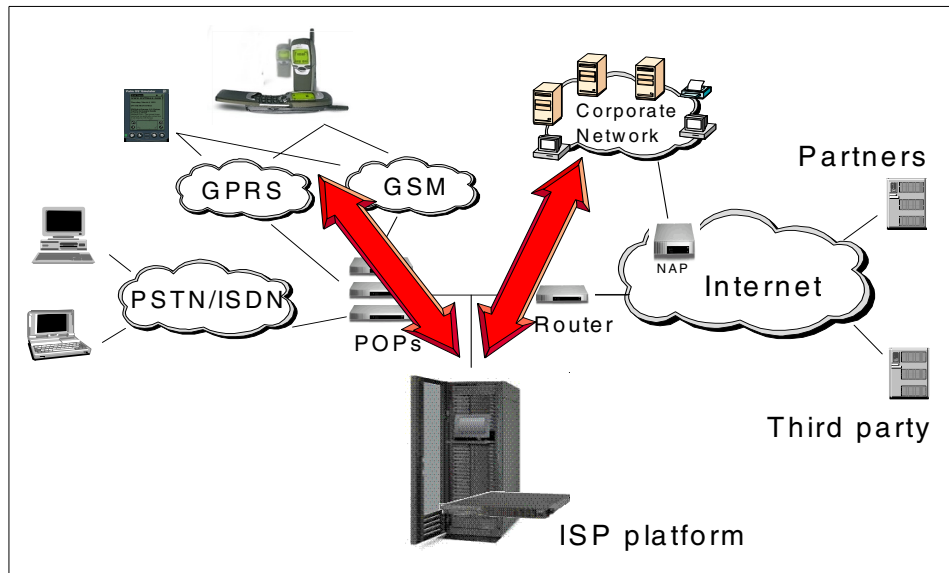 Corporate
Network
Partners
GPRS
GSM
NAP
Internet
PSTN/ISDN
Router
POPs
Third party
ISP platform